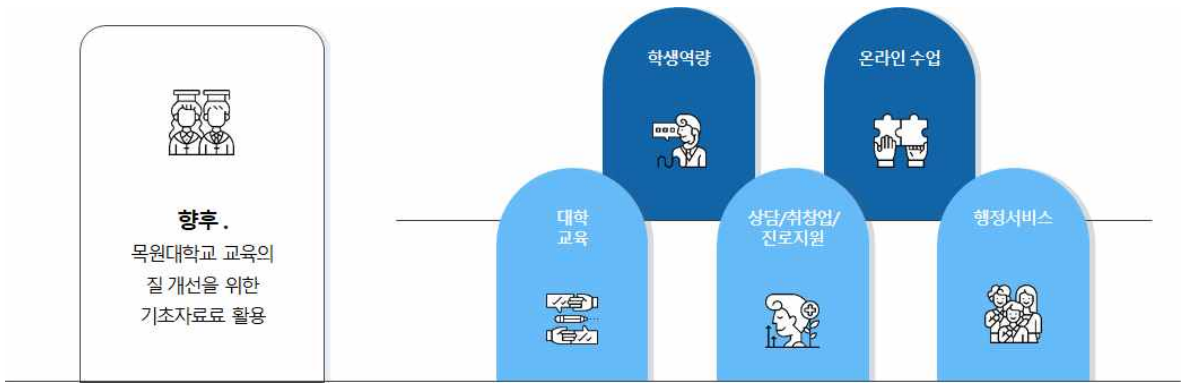 향후 .
목원대학교 교육의
질 개선을 위한
기초자료료 활용
학생역량
온라인 수업
대학
교육
상담/취창업/
진로지원
행정서비스